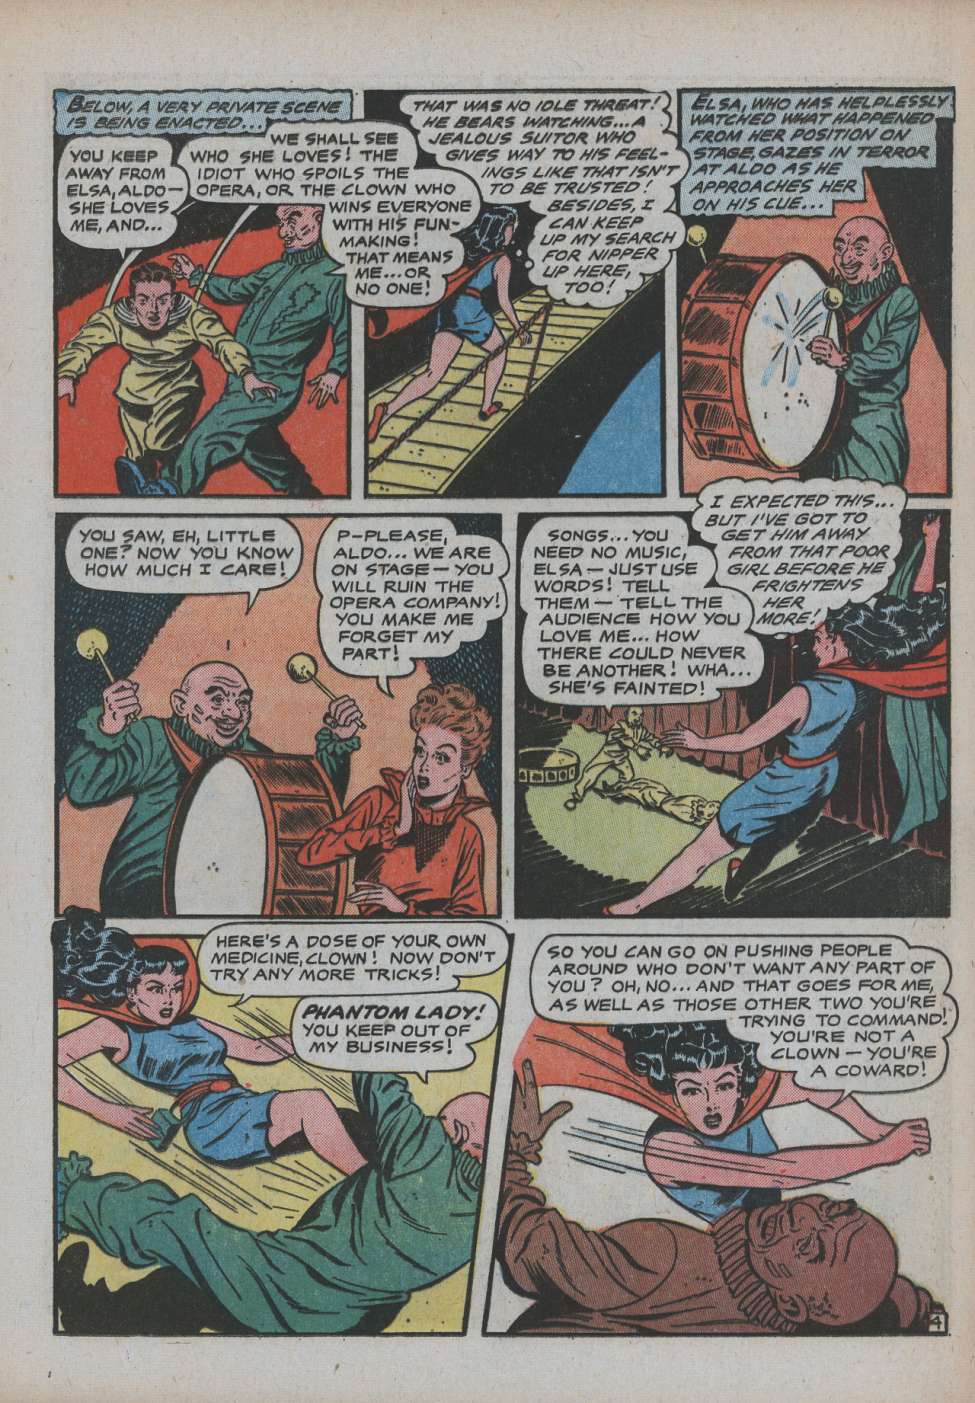 BELOW, A VERY PRIVATE SCENE
IS BEING ENACTED...
YOU KEEP
AWAY FROM
ELSA, ALDO—
SHE LOVES
ME, AND...
WE SHALL SEE
WHO SHE LOVES! THE
IDIOT WHO SPOILS THE
OPERA, OR THE CLOWN WHO
WINS EVERYONE
WITH HIS FUN-
MAKING!
THAT MEANS
ME...OR
NO ONE!
THAT WAS NO IDLE THREAT!
HE BEARS WATCHING...A
JEALOUS SUITOR WHO
GIVES WAY TO HIS FEEL-
INGS LIKE THAT ISN'T
TO BE TRUSTED!
BESIDES, I
CAN KEEP
UP MY SEARCH
FOR NIPPER
UP HERE,
TOO!
ELSA, WHO HAS HELPLESSLY
WATCHED WHAT HAPPENED
FROM HER POSITION ON
STAGE, GAZES IN TERROR
AT ALDO AS HE
APPROACHES HER
ON HIS CUE...
YOU SAW, EH, LITTLE
ONE? NOW YOU KNOW
HOW MUCH I CARE!
P-PLEASE,
ALDO... WE ARE
ON STAGE—YOU
WILL RUIN THE
OPERA COMPANY!
YOU MAKE ME
FORGET MY
PART!
SONGS...YOU
NEED NO MUSIC,
ELSA—JUST USE
WORDS! TELL
THEM—TELL THE
AUDIENCE HOW YOU
LOVE ME...HOW
THERE COULD NEVER
BE ANOTHER! WHA...
SHE'S FAINTED!
I EXPECTED THIS...
BUT I'VE GOT TO
GET HIM AWAY
FROM THAT POOR
GIRL BEFORE HE
FRIGHTENS
HER
MORE!
HERE'S A DOSE OF YOUR OWN
MEDICINE, CLOWN! NOW DON'T
TRY ANY MORE TRICKS!
PHANTOM LADY!
YOU KEEP OUT OF
MY BUSINESS!
SO YOU CAN GO ON PUSHING PEOPLE
AROUND WHO DON'T WANT ANY PART OF
YOU? OH, NO...AND THAT GOES FOR ME,
AS WELL AS THOSE OTHER TWO YOU'RE
TRYING TO COMMAND!
YOU'RE NOT A
CLOWN—YOU'RE
A COWARD!
4